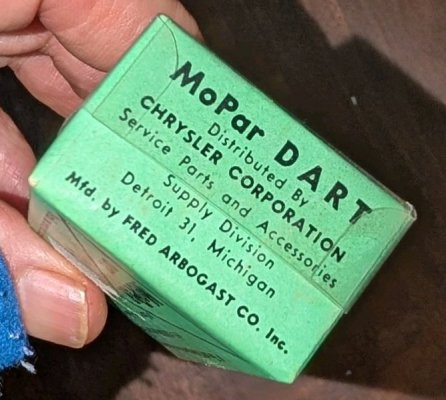 MoPar DART
Distributed By
CHRYSLER CORPORATION
Service Parts and Accessories
Supply Division
Detroit 31, Michigan
Mfd. by FRED ARBOGAST CO. Inc.